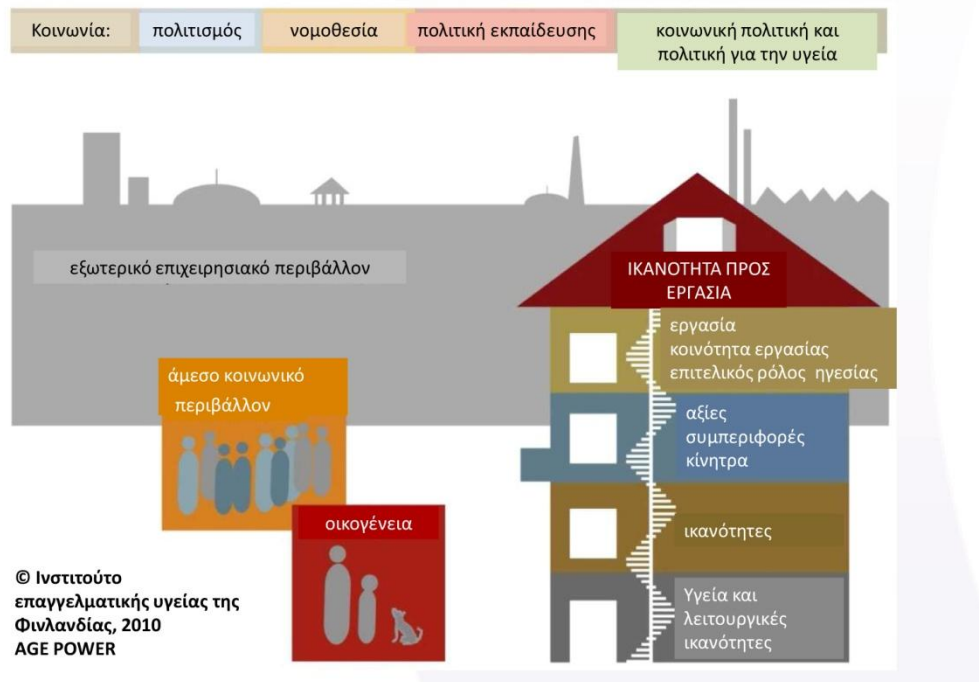 Κοινωνία: πολιτισμός νομοθεσία πολιτική εκπαίδευσης κοινωνική πολιτική και
πολιτική για την υγεία
εξωτερικό επιχειρησιακό περιβάλλον
ΙΚΑΝΟΤΗΤΑ ΠΡΟΣ
ΕΡΓΑΣΙΑ
εργασία
κοινότητα εργασίας
επιτελικός ρόλος ηγεσίας
άμεσο κοινωνικό
περιβάλλον
αξίες
συμπεριφορές
κίνητρα
οικογένεια
ικανότητες
Υγεία και
λειτουργικές
ικανότητες
© Ινστιτούτο
επαγγελματικής υγείας της
Φινλανδίας, 2010
AGE POWER